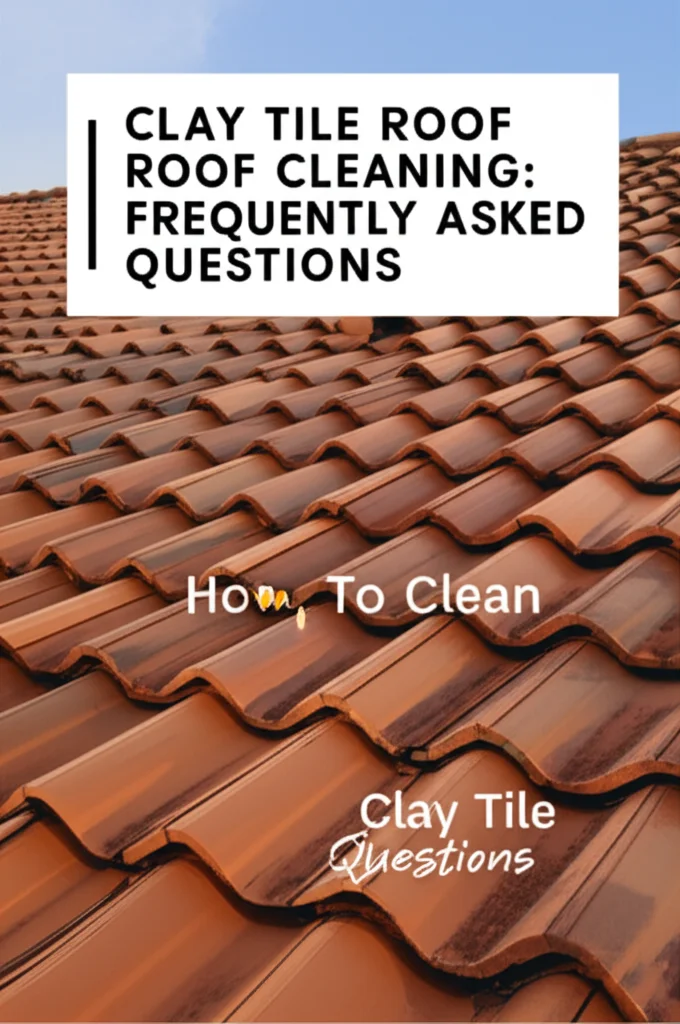 CLAY TILE ROOF
ROOF CLEANING:
FREQUENTLY ASKED
QUESTIONS
To Clean
Clay Tile
Questions